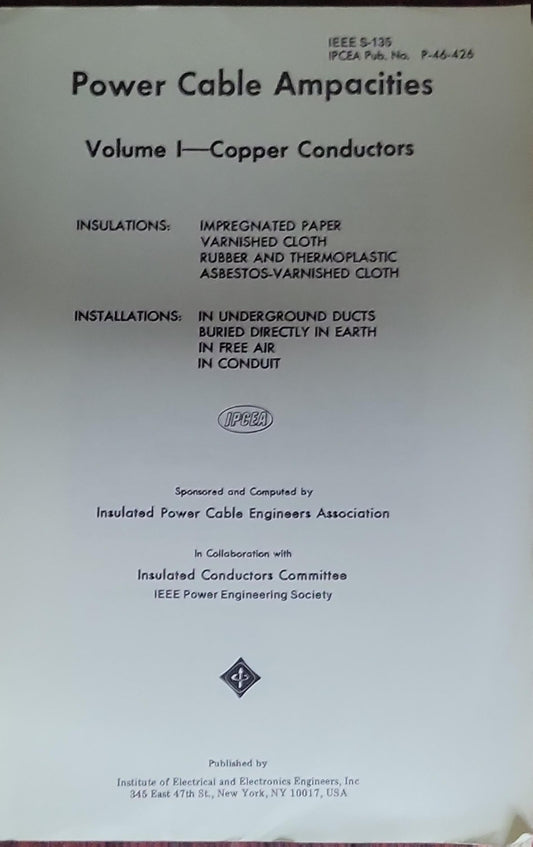 IEEE S-135
IPCEA Pub. No. P-46-426
Power Cable Ampacities
Volume I—Copper Conductors
INSULATIONS: IMPREGNATED PAPER
VARNISHED CLOTH
RUBBER AND THERMOPLASTIC
ASBESTOS-VARNISHED CLOTH
INSTALLATIONS: IN UNDERGROUND DUCTS
BURIED DIRECTLY IN EARTH
IN FREE AIR
IN CONDUIT
IPCEA
Sponsored and Computed by
Insulated Power Cable Engineers Association
In Collaboration with
Insulated Conductors Committee
IEEE Power Engineering Society
Published by
Institute of Electrical and Electronics Engineers, Inc
345 East 47th St., New York, NY 10017, USA